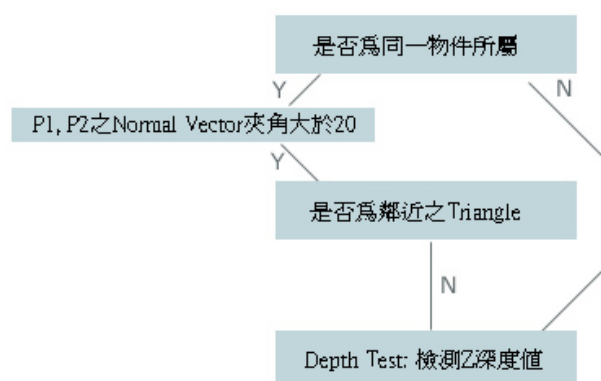 是否為同一物件所屬
Y
N
P1, P2之Normal Vector夾角大於20
Y
是否為鄰近之Triangle
N
Depth Test: 檢測Z深度值